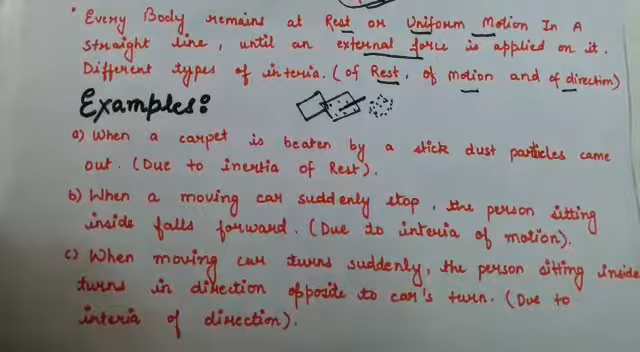 * Every Body remains at Rest or Uniform Motion In A
straight line, until an external force is applied on it.
Different types of interia. (of Rest, of motion and of direction)
Examples:
a) When a carpet is beaten by a stick dust particles came
out. (Due to inertia of Rest).
b) When a moving car suddenly stop, the person sitting
inside falls forward. (Due to interia of motion).
c) When moving car turns suddenly, the person sitting inside
turns in direction opposite to car's turn. (Due to
interia of direction).